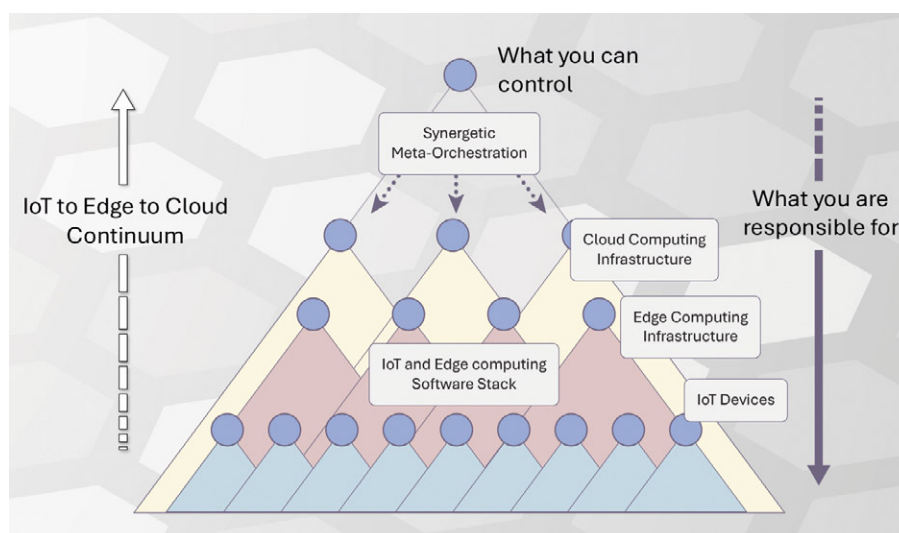 What you can
control
Synergetic
Meta-Orchestration
IoT to Edge to Cloud
Continuum
What you are
responsible for
Cloud Computing
Infrastructure
Edge Computing
Infrastructure
IoT and Edge computing
Software Stack
IoT Devices